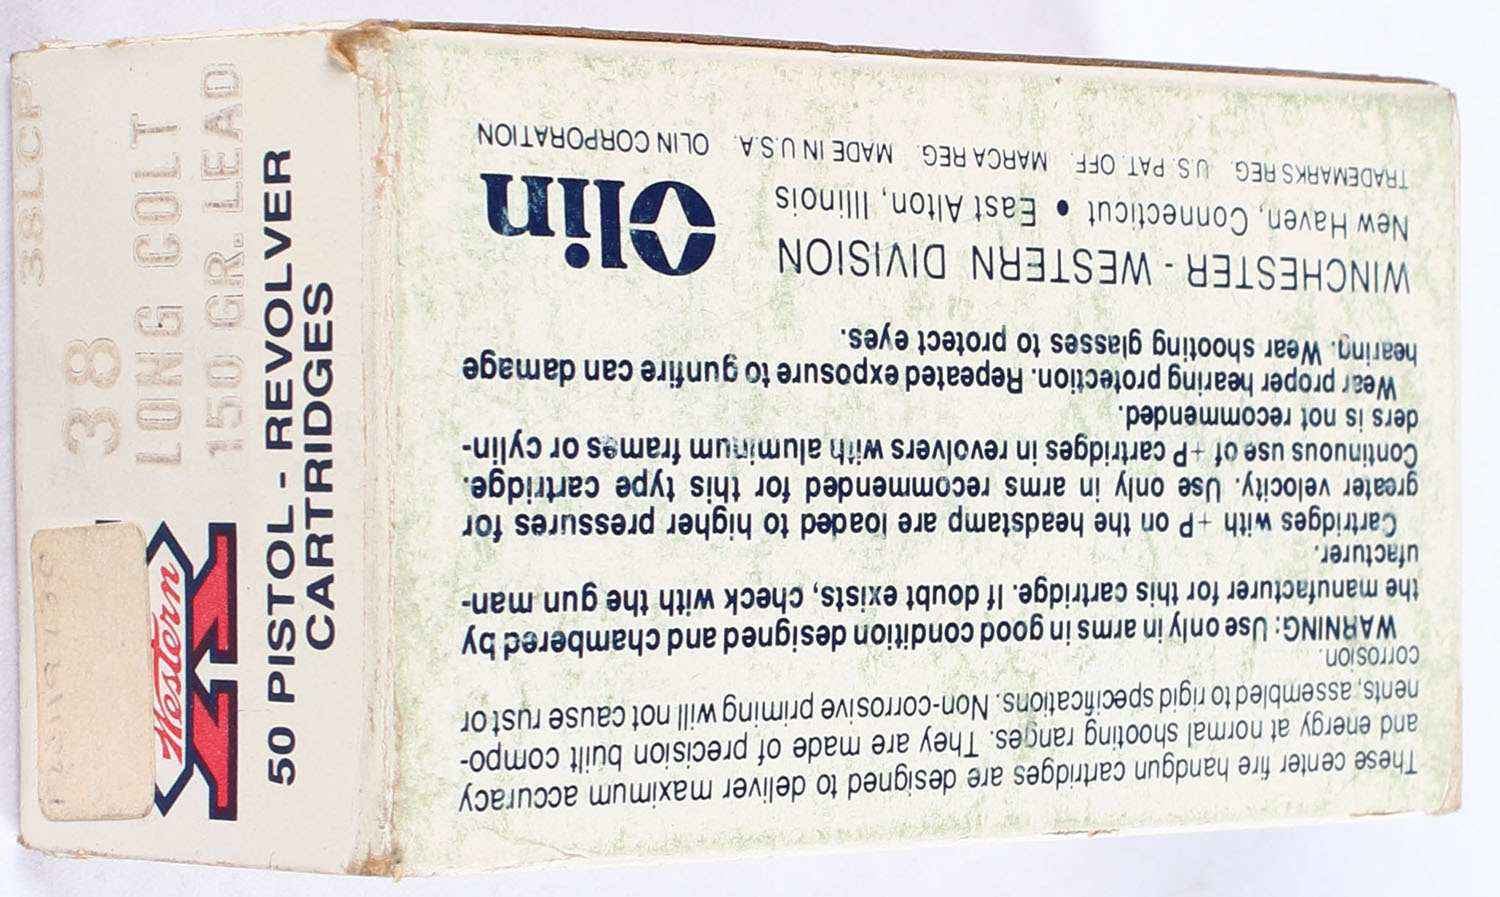 38LCP
38
LONG COLT
150 GR. LEAD
Western
X
50 PISTOL - REVOLVER
CARTRIDGES
These center fire handgun cartridges are designed to deliver maximum accuracy
and energy at normal shooting ranges. They are made of precision built compo-
nents, assembled to rigid specifications. Non-corrosive priming will not cause rust or
corrosion.
WARNING: Use only in arms in good condition designed and chambered by
the manufacturer for this cartridge. If doubt exists, check with the gun man-
ufacturer.
Cartridges with +P on the headstamp are loaded to higher pressures for
greater velocity. Use only in arms recommended for this type cartridge.
Continuous use of +P cartridges in revolvers with aluminum frames or cylin-
ders is not recommended.
Wear proper hearing protection. Repeated exposure to gunfire can damage
hearing. Wear shooting glasses to protect eyes.
WINCHESTER - WESTERN DIVISION
New Haven, Connecticut • East Alton, Illinois
Olin
TRADEMARKS REG. U.S. PAT. OFF. MARCA REG. MADE IN U.S.A. OLIN CORPORATION